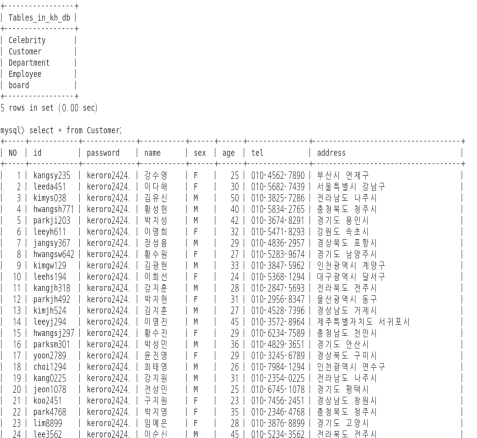 +----------------+
| Tables_in_kh_db |
+----------------+
| Celebrity |
| Customer |
| Department |
| Employee |
| board |
+----------------+
5 rows in set (0.00 sec)
mysql> select * from Customer;
| NO | id | password | name | sex | age | tel | address |
| 1 | kangsy235 | keroro2424. | 강수영 | F | 25 | 010-4562-7890 | 부산시 연제구 |
| 2 | leeda451 | keroro2424. | 이다해 | F | 30 | 010-5682-7439 | 서울특별시 강남구 |
| 3 | kimys038 | keroro2424. | 김유신 | M | 50 | 010-3825-7286 | 전라남도 나주시 |
| 4 | hwangsh771 | keroro2424. | 황성현 | M | 40 | 010-5834-2765 | 충청북도 청주시 |
| 5 | parkji203 | keroro2424. | 박지성 | M | 42 | 010-3674-8291 | 경기도 용인시 |
| 6 | leeyh611 | keroro2424. | 이영희 | F | 32 | 010-5471-8293 | 강원도 속초시 |
| 7 | jangsy367 | keroro2424. | 장성용 | M | 29 | 010-4836-2957 | 경상북도 포항시 |
| 8 | hwangsw642 | keroro2424. | 황수원 | F | 27 | 010-5283-9674 | 경기도 남양주시 |
| 9 | kimgw129 | keroro2424. | 김광현 | M | 33 | 010-3847-5962 | 인천광역시 계양구 |
| 10 | leehs194 | keroro2424. | 이희선 | M | 24 | 010-5368-1294 | 대구광역시 달서구 |
| 11 | kangjh318 | keroro2424. | 강지훈 | M | 28 | 010-2847-5693 | 전라북도 전주시 |
| 12 | parkjh492 | keroro2424. | 박지현 | F | 31 | 010-2956-8347 | 울산광역시 동구 |
| 13 | kimjh524 | keroro2424. | 김지훈 | M | 27 | 010-4528-7396 | 경상남도 거제시 |
| 14 | leeyj294 | keroro2424. | 이영진 | M | 45 | 010-3572-8964 | 제주특별자치도 서귀포시 |
| 15 | hwangsj297 | keroro2424. | 황수진 | F | 29 | 010-6234-7589 | 충청남도 천안시 |
| 16 | parksm301 | keroro2424. | 박성민 | M | 36 | 010-4829-3651 | 경기도 안산시 |
| 17 | yoon2789 | keroro2424. | 윤진영 | F | 29 | 010-3245-6789 | 경상북도 구미시 |
| 18 | choi1294 | keroro2424. | 최태영 | M | 26 | 010-7984-1294 | 인천광역시 연수구 |
| 19 | kang0225 | keroro2424. | 강지원 | M | 31 | 010-2354-0225 | 전라남도 나주시 |
| 20 | jeon1078 | keroro2424. | 전상민 | M | 25 | 010-6745-1078 | 경기도 평택시 |
| 21 | koo2451 | keroro2424. | 구지원 | F | 23 | 010-7456-2451 | 경상남도 창원시 |
| 22 | park4768 | keroro2424. | 박지영 | F | 35 | 010-2346-4768 | 충청북도 청주시 |
| 23 | lim8899 | keroro2424. | 임예은 | F | 28 | 010-3876-8899 | 경기도 고양시 |
| 24 | lee3562 | keroro2424. | 이순신 | M | 45 | 010-5234-3562 | 전라북도 전주시 |